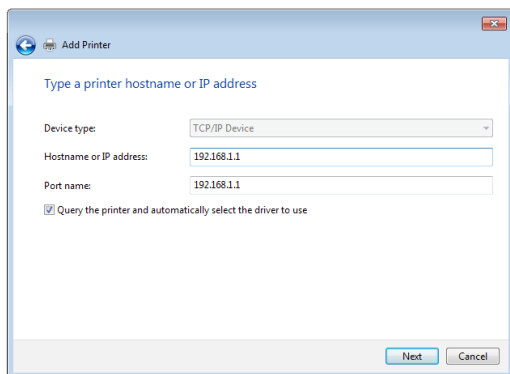 Add Printer
Type a printer hostname or IP address
Device type: TCP/IP Device
Hostname or IP address: 192.168.1.1
Port name: 192.168.1.1
Query the printer and automatically select the driver to use
Next Cancel